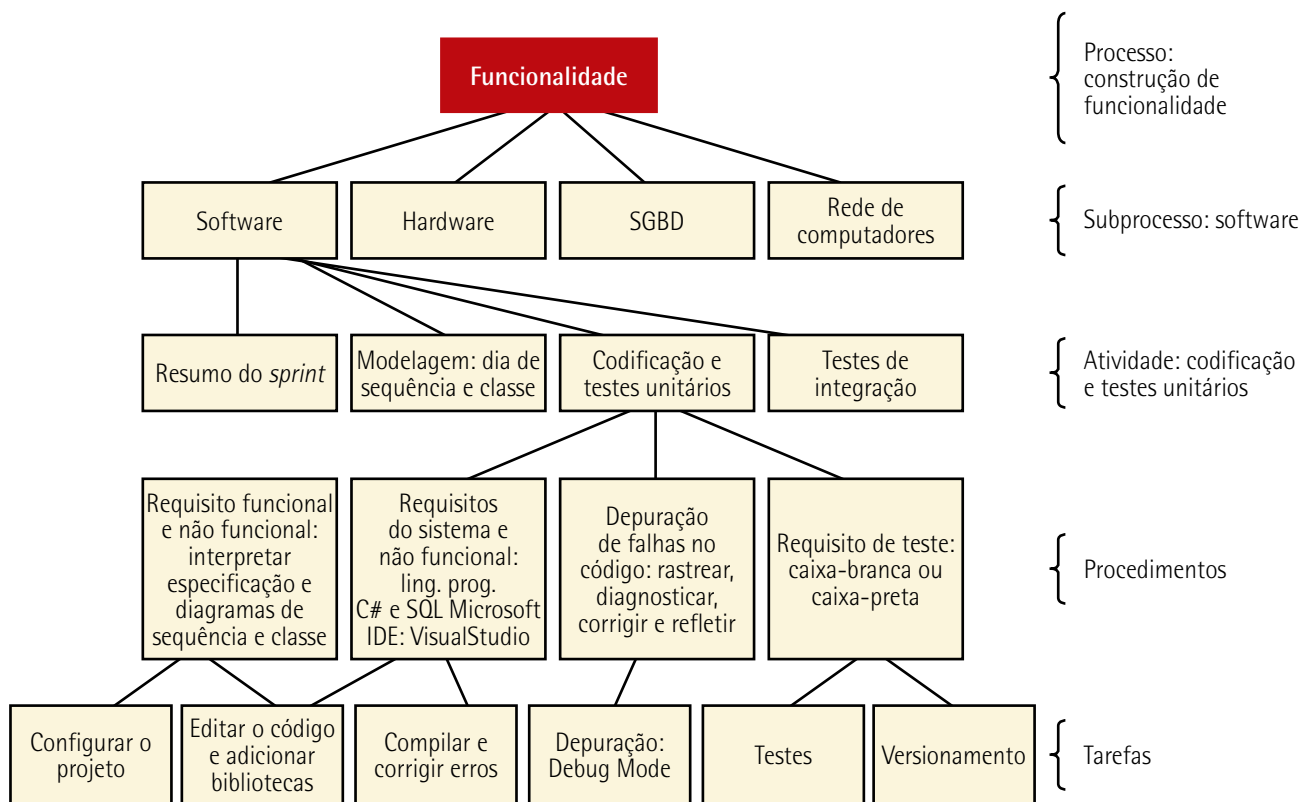 Funcionalidade
Processo:
construção de
funcionalidade
Software
Hardware
SGBD
Rede de
computadores
Subprocesso: software
Resumo do sprint
Modelagem: dia de
sequência e classe
Codificação e
testes unitários
Testes de
integração
Atividade: codificação
e testes unitários
Requisito funcional
e não funcional:
interpretar
especificação e
diagramas de
sequência e classe
Requisitos
do sistema e
não funcional:
ling. prog.
C# e SQL Microsoft
IDE: VisualStudio
Depuração
de falhas no
código: rastrear,
diagnosticar,
corrigir e refletir
Requisito de teste:
caixa-branca ou
caixa-preta
Procedimentos
Configurar o
projeto
Editar o código
e adicionar
bibliotecas
Compilar e
corrigir erros
Depuração:
Debug Mode
Testes
Versionamento
Tarefas